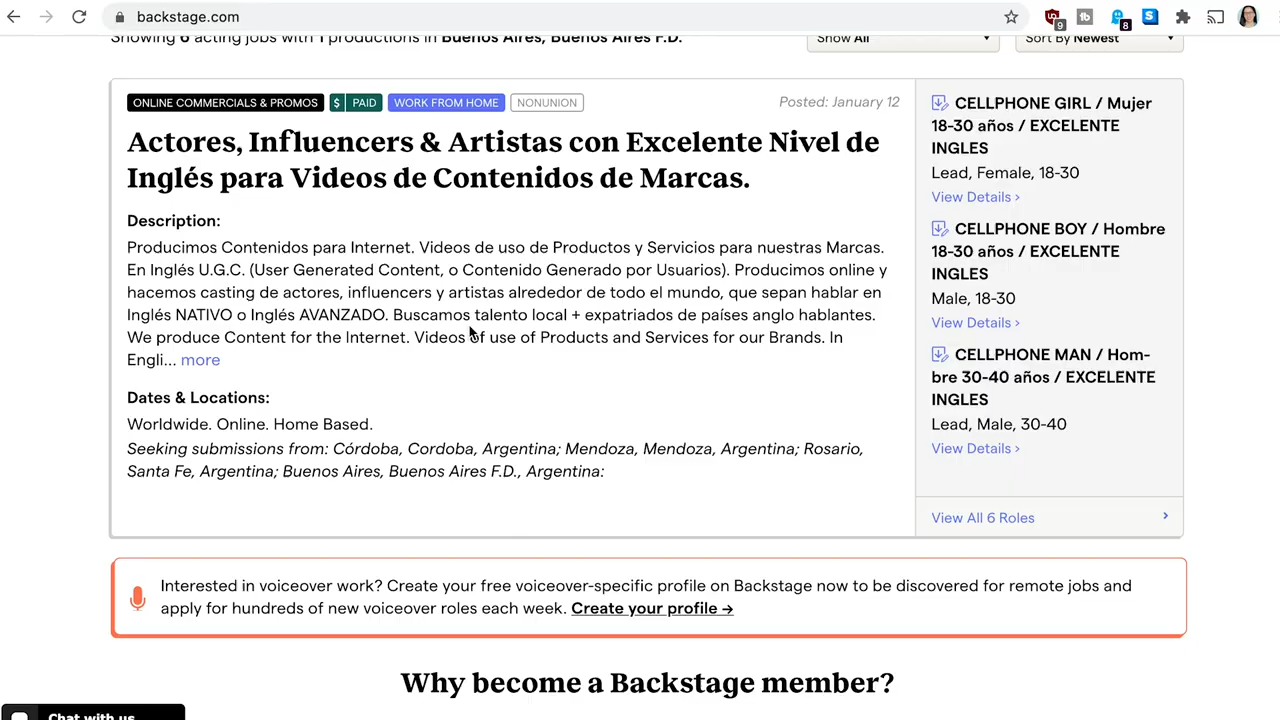 backstage.com
9
8
Showing 6 acting jobs with 1 productions in Buenos Aires, Buenos Aires F.D.
Show All
Sort By Newest
ONLINE COMMERCIALS & PROMOS
$ PAID
WORK FROM HOME
NONUNION
Posted: January 12
Actores, Influencers & Artistas con Excelente Nivel de
Inglés para Videos de Contenidos de Marcas.
Description:
Producimos Contenidos para Internet. Videos de uso de Productos y Servicios para nuestras Marcas.
En Inglés U.G.C. (User Generated Content, o Contenido Generado por Usuarios). Producimos online y
hacemos casting de actores, influencers y artistas alrededor de todo el mundo, que sepan hablar en
Inglés NATIVO o Inglés AVANZADO. Buscamos talento local + expatriados de países anglo hablantes.
We produce Content for the Internet. Videos of use of Products and Services for our Brands. In
Engli... more
Dates & Locations:
Worldwide. Online. Home Based.
Seeking submissions from: Córdoba, Cordoba, Argentina; Mendoza, Mendoza, Argentina; Rosario,
Santa Fe, Argentina; Buenos Aires, Buenos Aires F.D., Argentina:
CELLPHONE GIRL / Mujer
18-30 años / EXCELENTE
INGLES
Lead, Female, 18-30
View Details >
CELLPHONE BOY / Hombre
18-30 años / EXCELENTE
INGLES
Male, 18-30
View Details >
CELLPHONE MAN / Hom-
bre 30-40 años / EXCELENTE
INGLES
Lead, Male, 30-40
View Details >
View All 6 Roles >
Interested in voiceover work? Create your free voiceover-specific profile on Backstage now to be discovered for remote jobs and
apply for hundreds of new voiceover roles each week. Create your profile →
Why become a Backstage member?
Chat with us